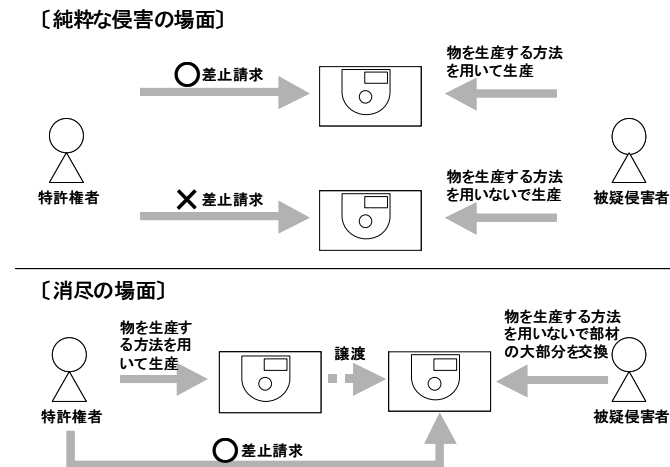 〔純粋な侵害の場面〕
◯差止請求
物を生産する方法
を用いて生産
特許権者
✕差止請求
物を生産する方法
を用いないで生産
被疑侵害者
〔消尽の場面〕
物を生産す
る方法を用
いて生産
譲渡
物を生産する方法
を用いないで部材
の大部分を交換
特許権者
被疑侵害者
◯差止請求